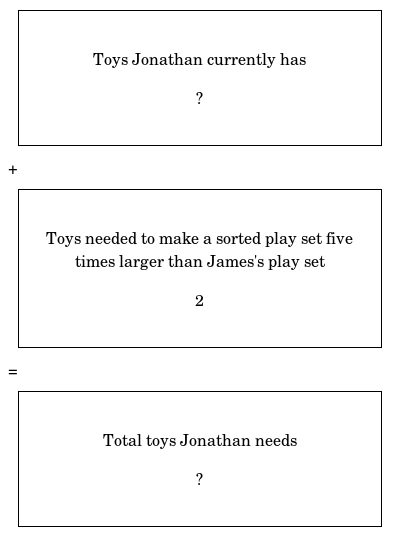 Toys Jonathan currently has
?
+
Toys needed to make a sorted play set five
times larger than James's play set
2
=
Total toys Jonathan needs
?